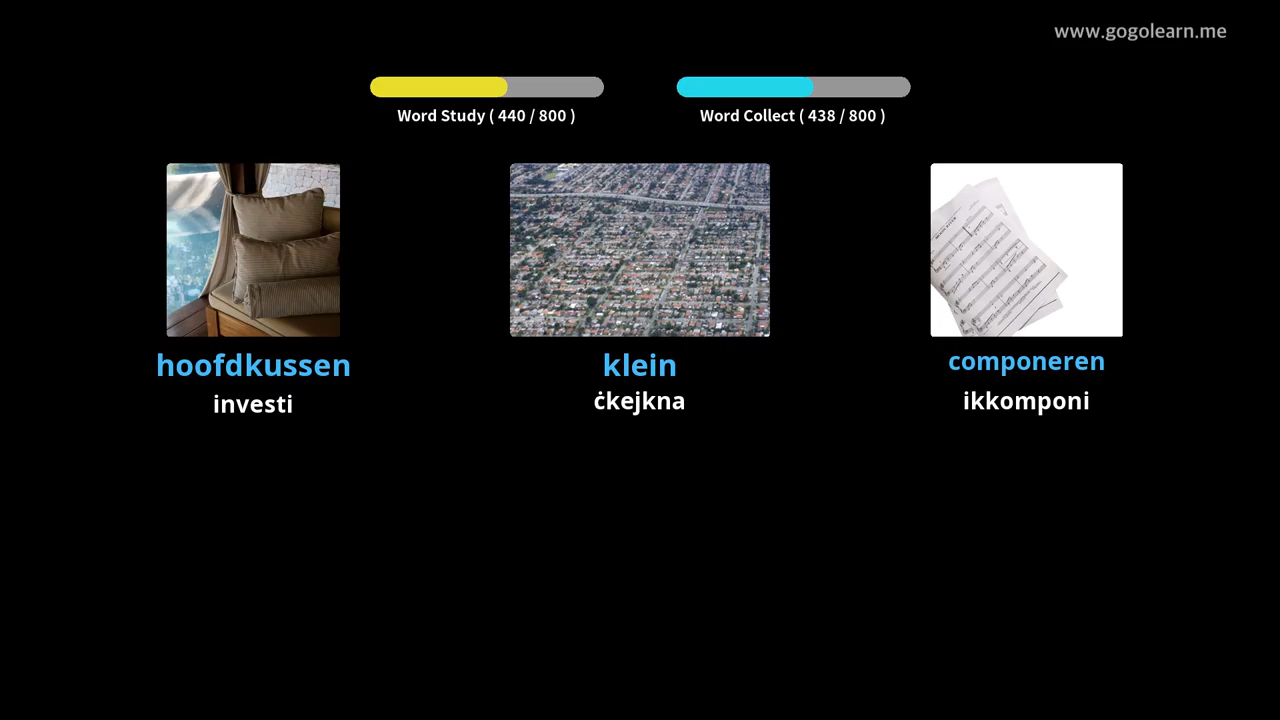 www.gogolearn.me
Word Study ( 440 / 800 )
Word Collect ( 438 / 800 )
hoofdkussen
investi
klein
ċkejkna
componeren
ikkomponi